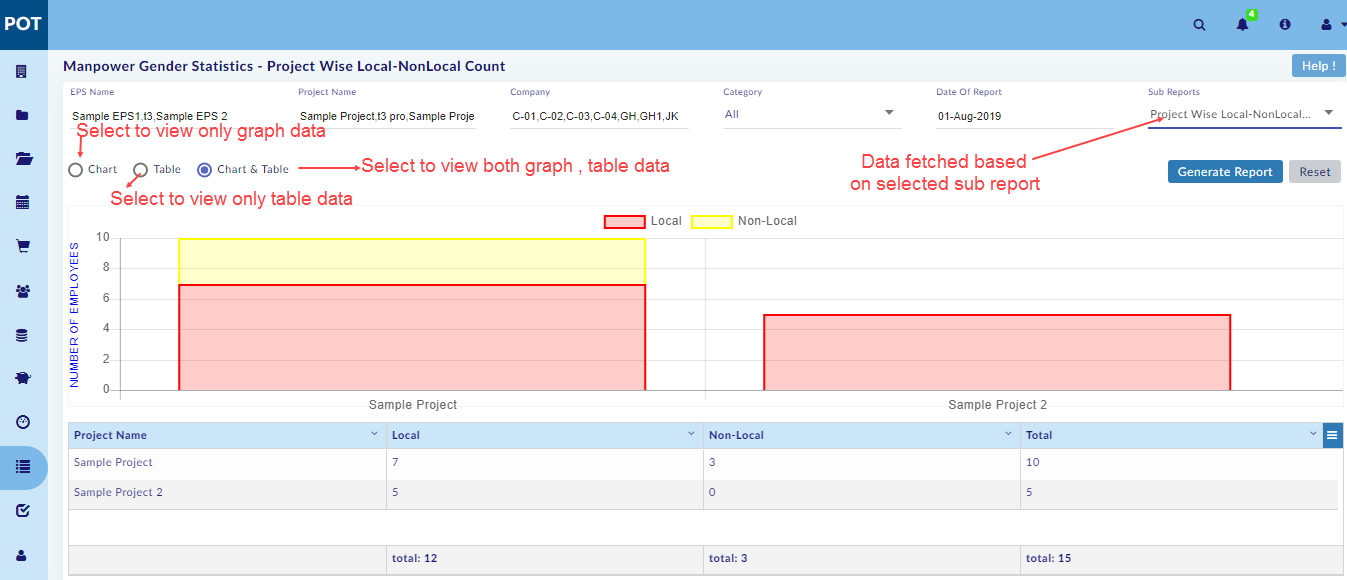 POT
4
Manpower Gender Statistics - Project Wise Local-NonLocal Count
Help !
EPS Name Project Name Company Category Date Of Report Sub Reports
Sample EPS1,t3,Sample EPS 2 Sample Project,t3 pro,Sample Proje C-01,C-02,C-03,C-04,GH,GH1,JK All 01-Aug-2019 Project Wise Local-NonLocal...
Select to view only graph data
Chart Table Chart & Table
Select to view both graph , table data
Select to view only table data
Data fetched based
on selected sub report
Generate Report Reset
Local Non-Local
NUMBER OF EMPLOYEES
10
8
6
4
2
0
Sample Project Sample Project 2
Project Name Local Non-Local Total
Sample Project 7 3 10
Sample Project 2 5 0 5
total: 12 total: 3 total: 15